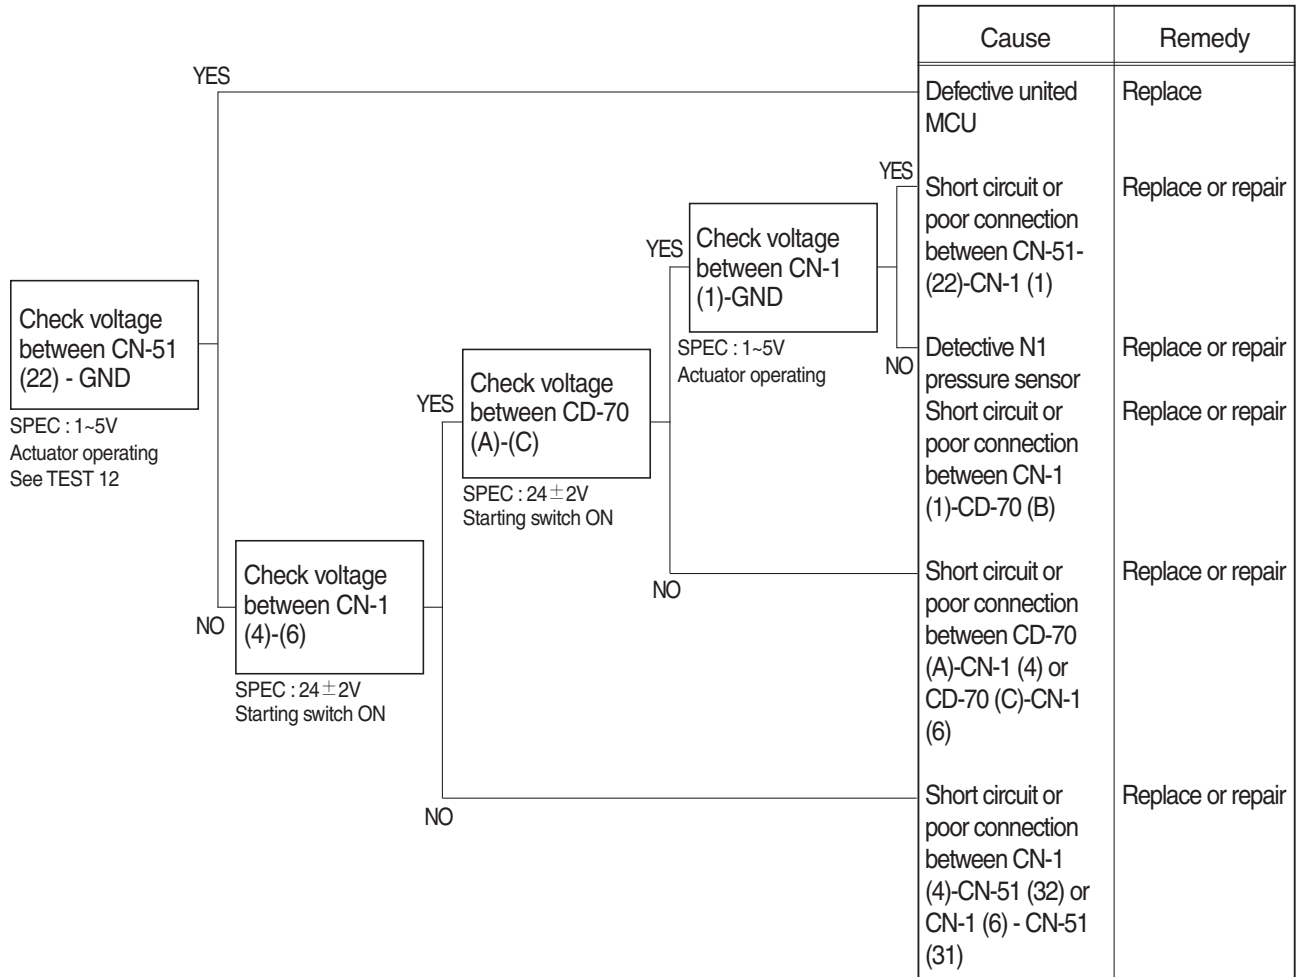 Cause
Remedy
YES
Defective united
MCU
Replace
YES
Short circuit or
poor connection
between CN-51-
(22)-CN-1 (1)
Replace or repair
YES
Check voltage
between CN-1
(1)-GND
SPEC : 1~5V
Actuator operating
NO
Detective N1
pressure sensor
Replace or repair
Short circuit or
poor connection
between CN-1
(1)-CD-70 (B)
Replace or repair
Check voltage
between CN-51
(22) - GND
SPEC : 1~5V
Actuator operating
See TEST 12
YES
Check voltage
between CD-70
(A)-(C)
SPEC : 24±2V
Starting switch ON
NO
Short circuit or
poor connection
between CD-70
(A)-CN-1 (4) or
CD-70 (C)-CN-1
(6)
Replace or repair
NO
Check voltage
between CN-1
(4)-(6)
SPEC : 24±2V
Starting switch ON
NO
Short circuit or
poor connection
between CN-1
(4)-CN-51 (32) or
CN-1 (6) - CN-51
(31)
Replace or repair